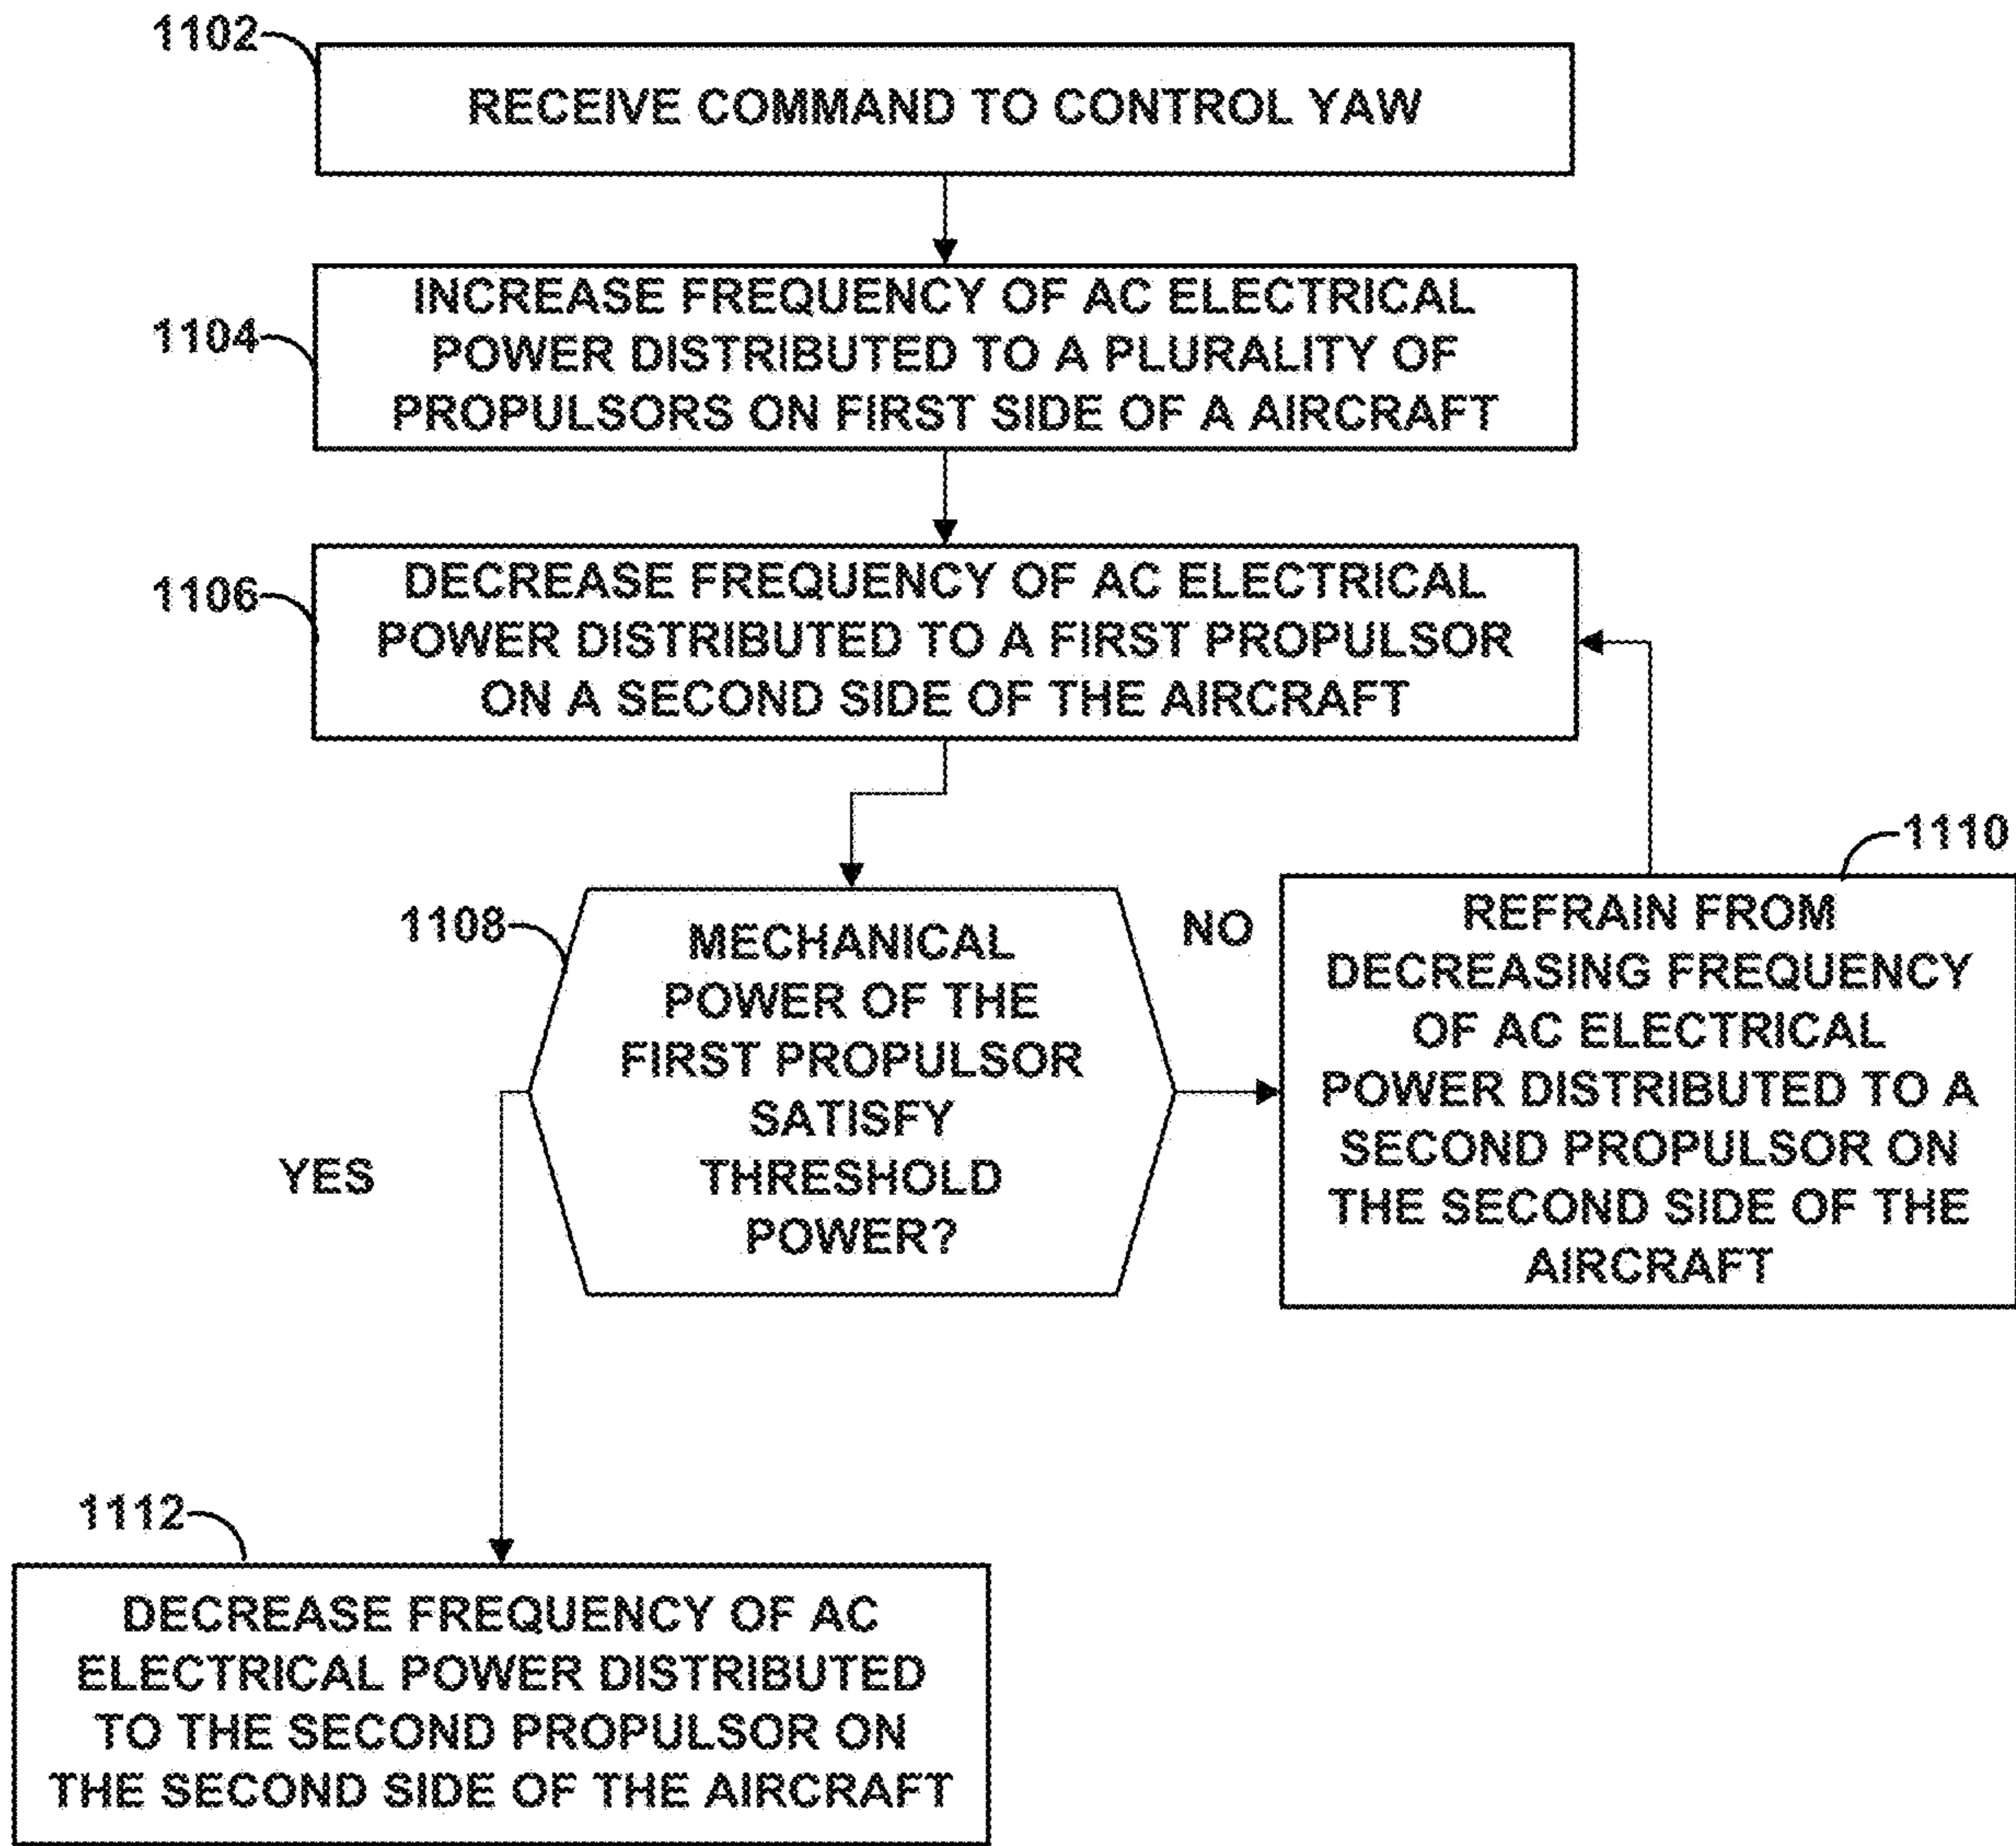 1102
RECEIVE COMMAND TO CONTROL YAW
1104
INCREASE FREQUENCY OF AC ELECTRICAL
POWER DISTRIBUTED TO A PLURALITY OF
PROPULSORS ON FIRST SIDE OF A AIRCRAFT
1106
DECREASE FREQUENCY OF AC ELECTRICAL
POWER DISTRIBUTED TO A FIRST PROPULSOR
ON A SECOND SIDE OF THE AIRCRAFT
1108
MECHANICAL
POWER OF THE
FIRST PROPULSOR
SATISFY
THRESHOLD
POWER?
NO
1110
REFRAIN FROM
DECREASING FREQUENCY
OF AC ELECTRICAL
POWER DISTRIBUTED TO A
SECOND PROPULSOR ON
THE SECOND SIDE OF THE
AIRCRAFT
YES
1112
DECREASE FREQUENCY OF AC
ELECTRICAL POWER DISTRIBUTED
TO THE SECOND PROPULSOR ON
THE SECOND SIDE OF THE AIRCRAFT